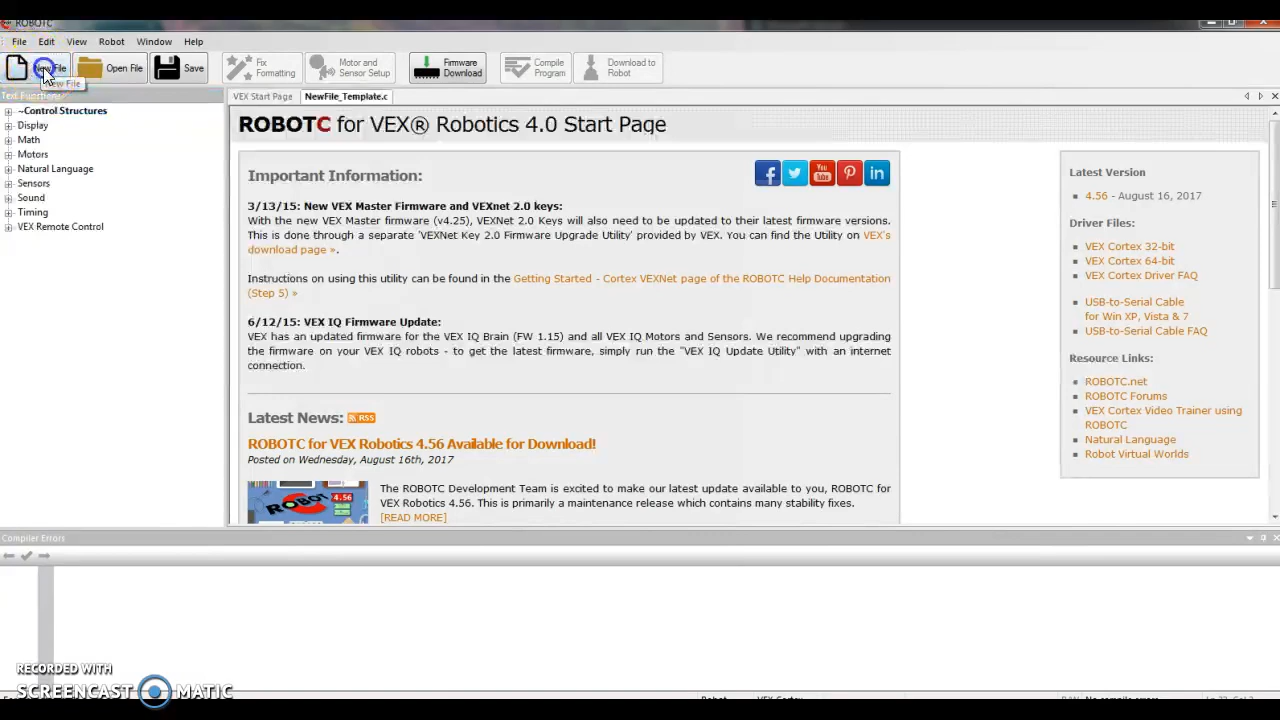 ROBOTC
File Edit View Robot Window Help
New File Open File Save Fix Formatting Motor and Sensor Setup Firmware Download Compile Program Download to Robot
New File
Text Functions
VEX Start Page NewFile_Template.c
~Control Structures
Display
Math
Motors
Natural Language
Sensors
Sound
Timing
VEX Remote Control
ROBOTC for VEX® Robotics 4.0 Start Page
Important Information:
3/13/15: New VEX Master Firmware and VEXnet 2.0 keys:
With the new VEX Master firmware (v4.25), VEXNet 2.0 Keys will also need to be updated to their latest firmware versions.
This is done through a separate 'VEXNet Key 2.0 Firmware Upgrade Utility' provided by VEX. You can find the Utility on VEX's
download page ».
Instructions on using this utility can be found in the Getting Started - Cortex VEXNet page of the ROBOTC Help Documentation
(Step 5) »
6/12/15: VEX IQ Firmware Update:
VEX has an updated firmware for the VEX IQ Brain (FW 1.15) and all VEX IQ Motors and Sensors. We recommend upgrading
the firmware on your VEX IQ robots - to get the latest firmware, simply run the "VEX IQ Update Utility" with an internet
connection.
Latest News: RSS
ROBOTC for VEX Robotics 4.56 Available for Download!
Posted on Wednesday, August 16th, 2017
ROBOT 4.56
The ROBOTC Development Team is excited to make our latest update available to you, ROBOTC for
VEX Robotics 4.56. This is primarily a maintenance release which contains many stability fixes.
[READ MORE]
You Tube
Latest Version
4.56 - August 16, 2017
Driver Files:
VEX Cortex 32-bit
VEX Cortex 64-bit
VEX Cortex Driver FAQ
USB-to-Serial Cable
for Win XP, Vista & 7
USB-to-Serial Cable FAQ
Resource Links:
ROBOTC.net
ROBOTC Forums
VEX Cortex Video Trainer using
ROBOTC
Natural Language
Robot Virtual Worlds
Compiler Errors
RECORDED WITH
SCREENCAST MATIC